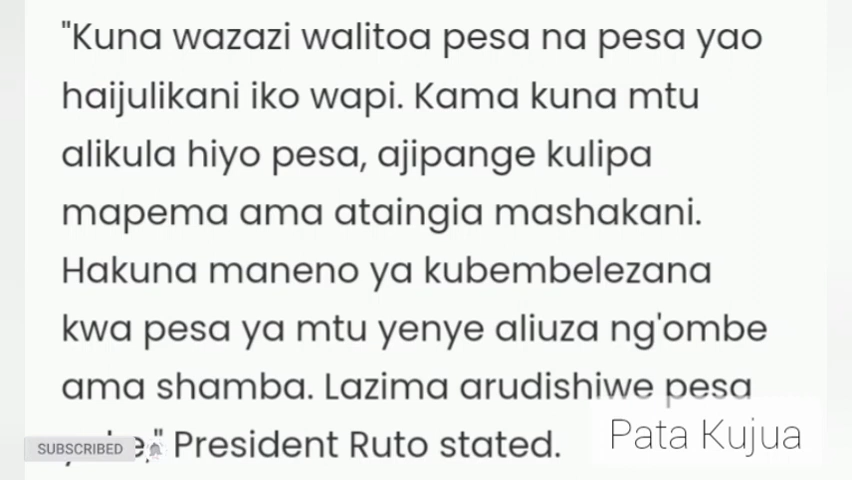 "Kuna wazazi walitoa pesa na pesa yao
haijulikani iko wapi. Kama kuna mtu
alikula hiyo pesa, ajipange kulipa
mapema ama ataingia mashakani.
Hakuna maneno ya kubembelezana
kwa pesa ya mtu yenye aliuza ng'ombe
ama shamba. Lazima arudishiwe pesa
President Ruto stated.
SUBSCRIBED
Pata Kujua